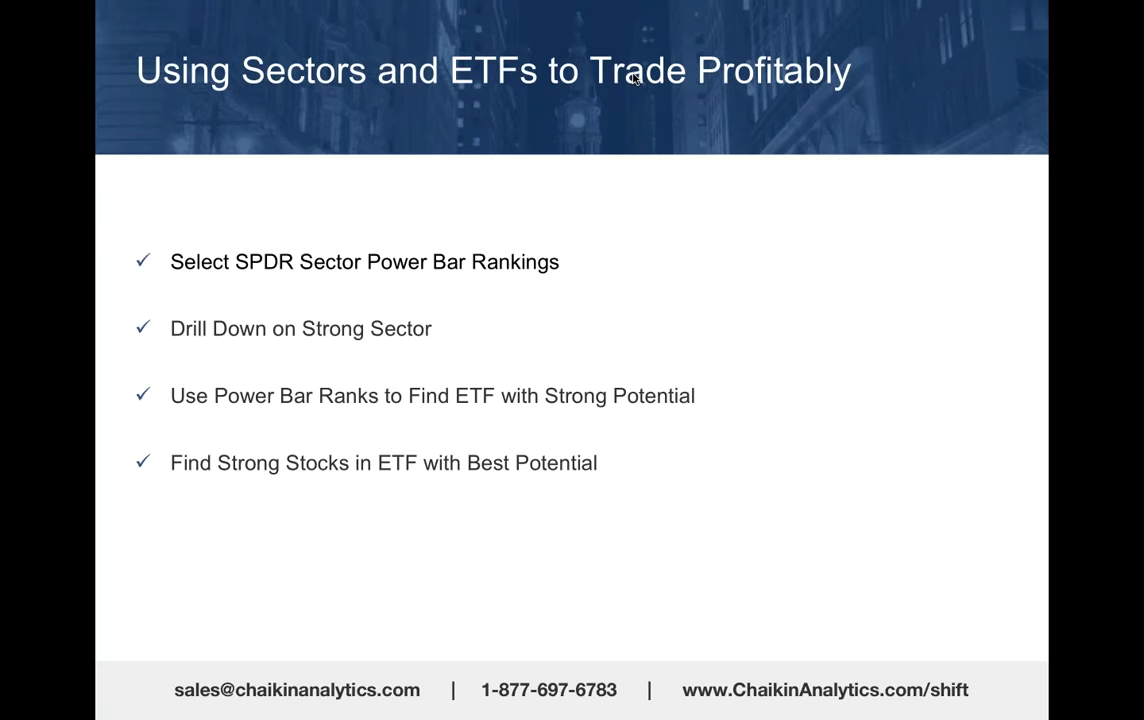 Using Sectors and ETFs to Trade Profitably
✓ Select SPDR Sector Power Bar Rankings
✓ Drill Down on Strong Sector
✓ Use Power Bar Ranks to Find ETF with Strong Potential
✓ Find Strong Stocks in ETF with Best Potential
sales@chaikinanalytics.com | 1-877-697-6783 | www.ChaikinAnalytics.com/shift